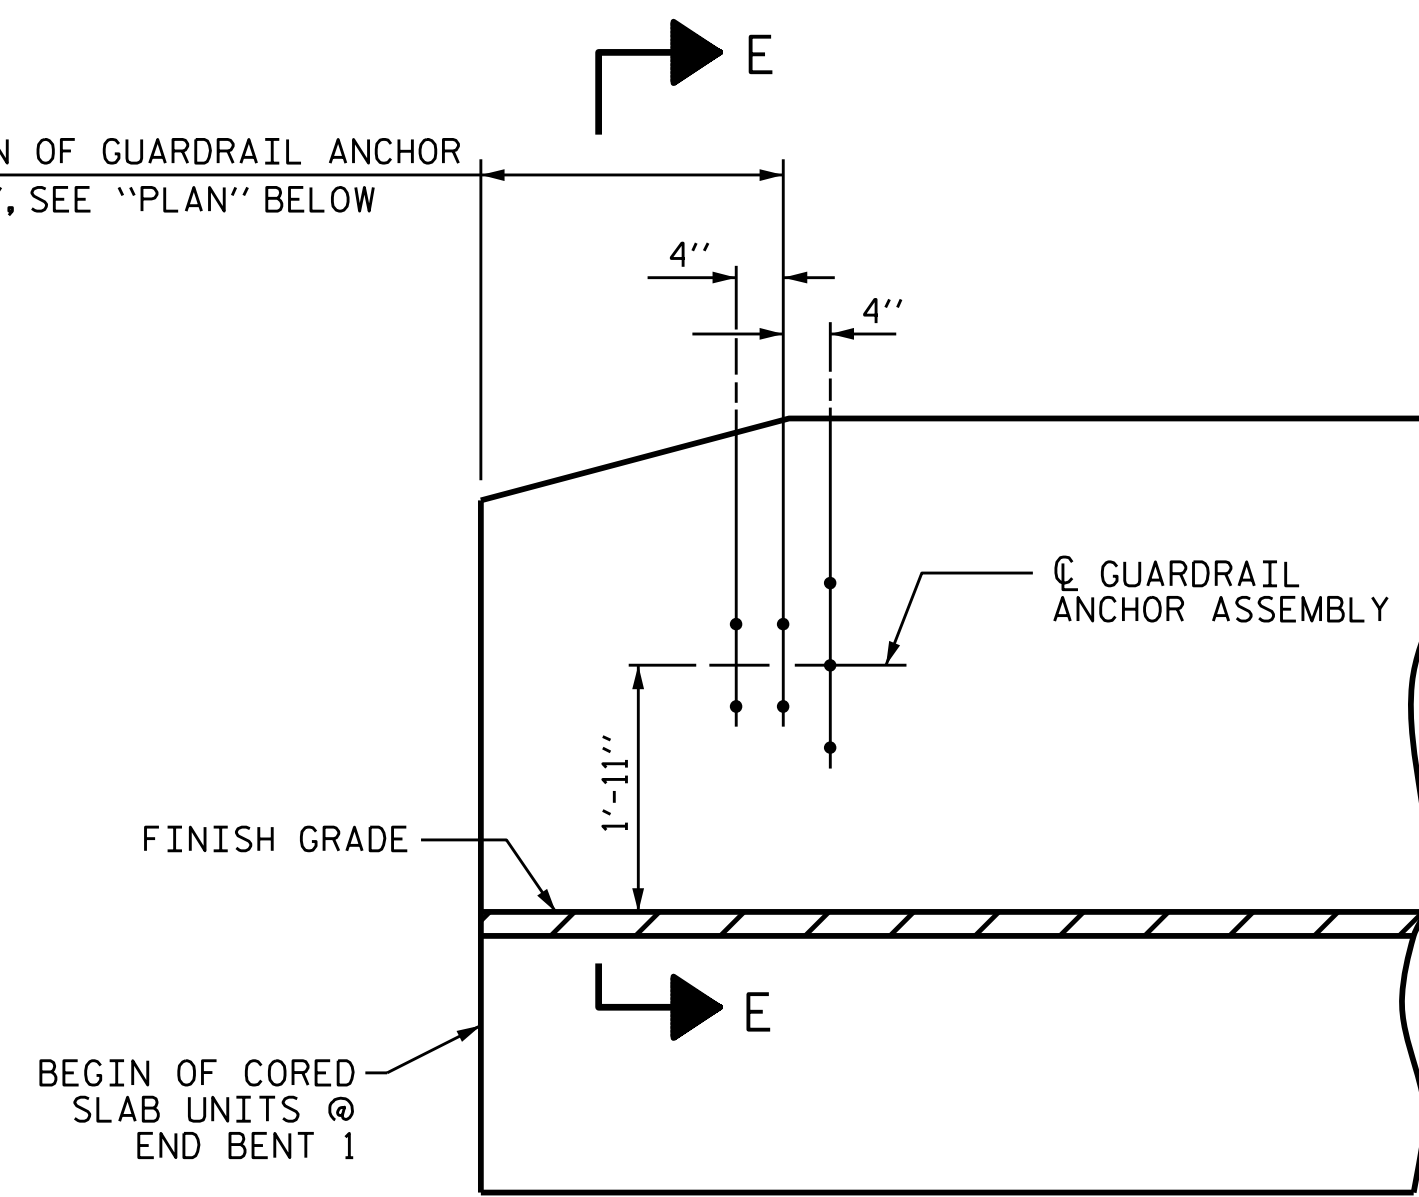 E
OF GUARDRAIL ANCHOR
, SEE "PLAN" BELOW
4"
4"
℄ GUARDRAIL
ANCHOR ASSEMBLY
1'-11"
FINISH GRADE
E
BEGIN OF CORED
SLAB UNITS @
END BENT 1